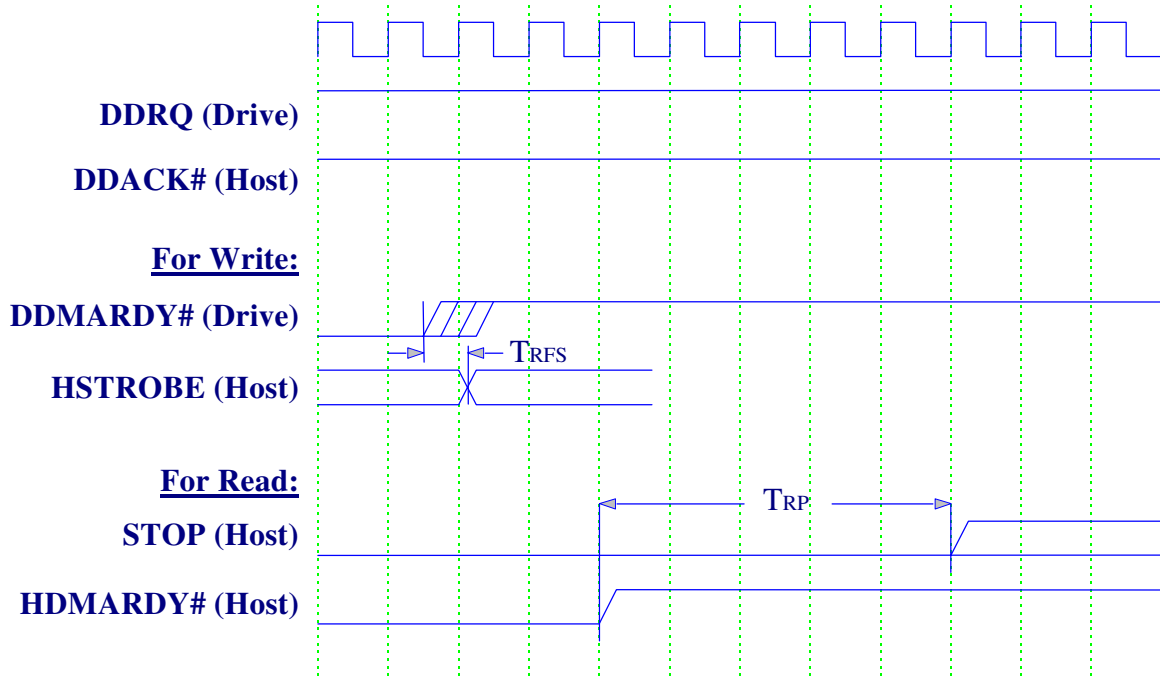 DDRQ (Drive)
DDACK# (Host)
For Write:
DDMARDY# (Drive)
TRFS
HSTROBE (Host)
For Read:
TRP
STOP (Host)
HDMARDY# (Host)